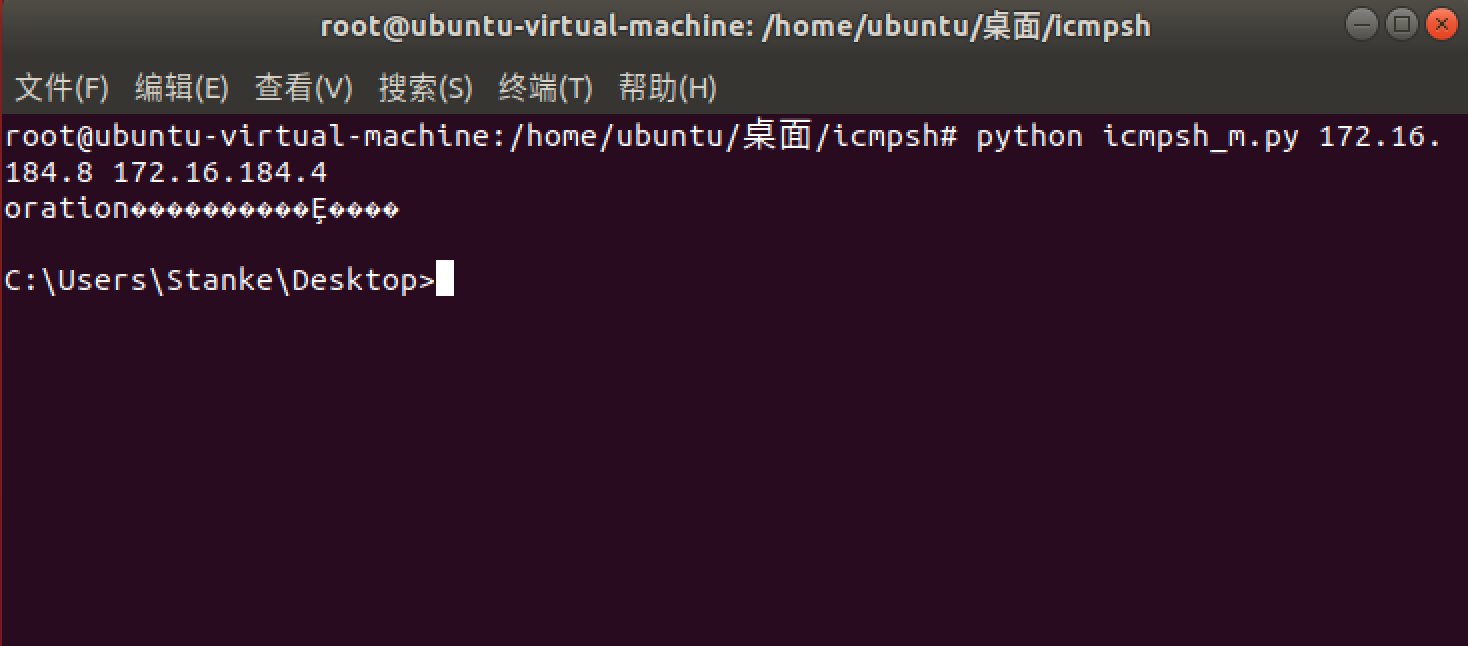 root@ubuntu-virtual-machine: /home/ubuntu/桌面/icmpsh
文件(F) 编辑(E) 查看(V) 搜索(S) 终端(T) 帮助(H)
root@ubuntu-virtual-machine:/home/ubuntu/桌面/icmpsh# python icmpsh_m.py 172.16.
184.8 172.16.184.4
oration����������Ȩ����
C:\Users\Stanke\Desktop>